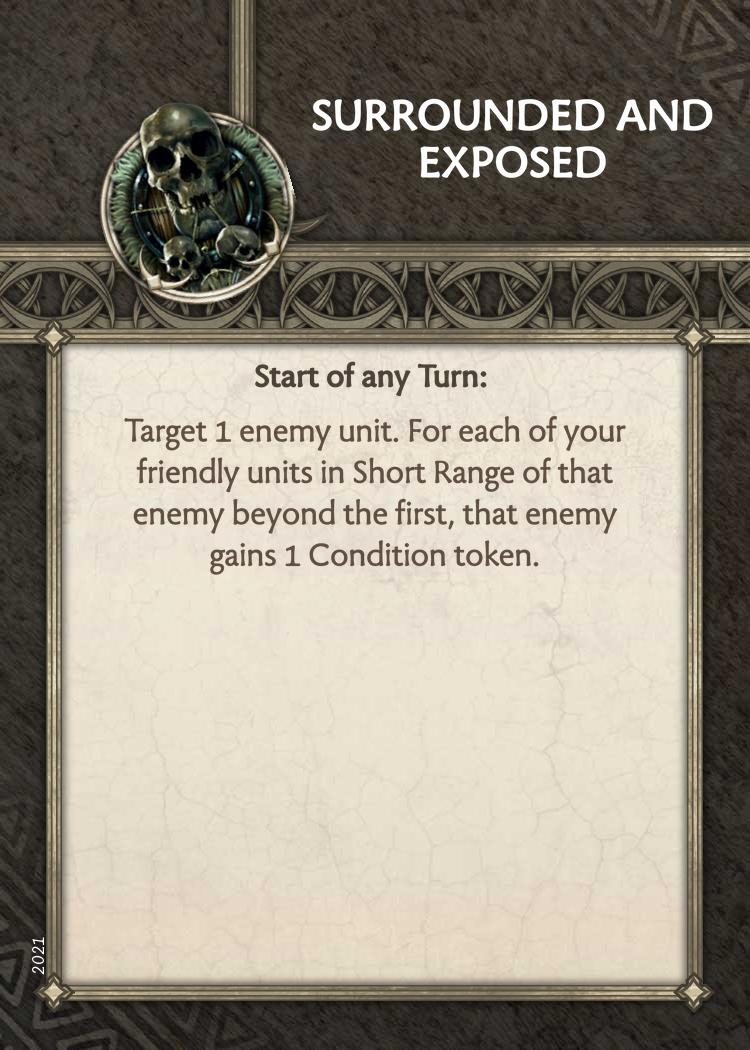 SURROUNDED AND
EXPOSED
Start of any Turn:
Target 1 enemy unit. For each of your
friendly units in Short Range of that
enemy beyond the first, that enemy
gains 1 Condition token.
2021